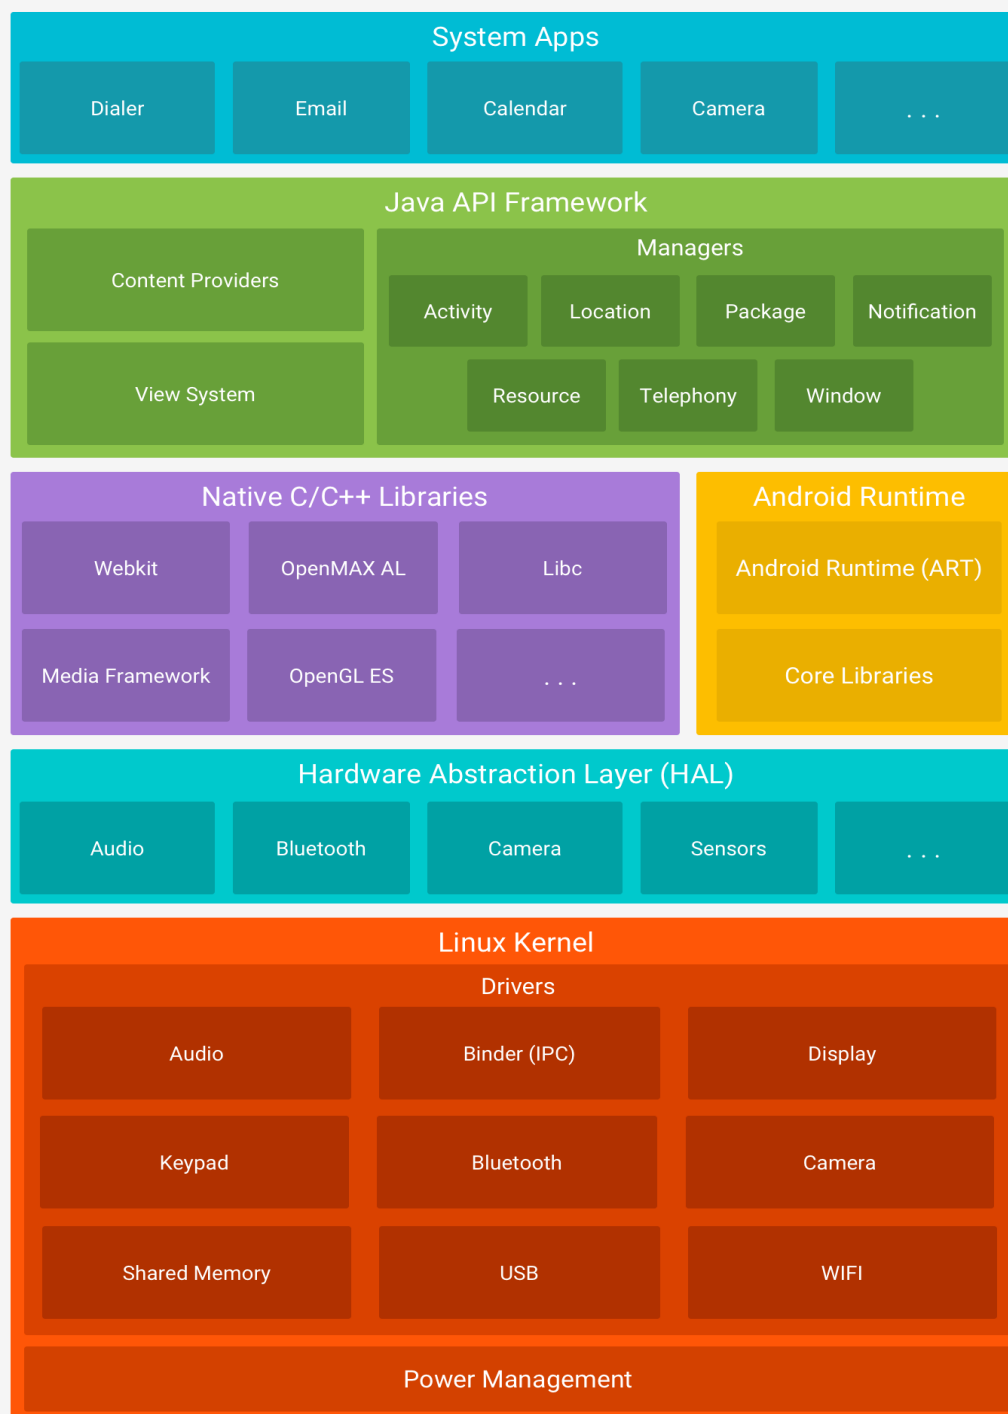 System Apps
Dialer
Email
Calendar
Camera
. . .
Java API Framework
Content Providers
View System
Managers
Activity
Location
Package
Notification
Resource
Telephony
Window
Native C/C++ Libraries
Webkit
OpenMAX AL
Libc
Media Framework
OpenGL ES
. . .
Android Runtime
Android Runtime (ART)
Core Libraries
Hardware Abstraction Layer (HAL)
Audio
Bluetooth
Camera
Sensors
. . .
Linux Kernel
Drivers
Audio
Binder (IPC)
Display
Keypad
Bluetooth
Camera
Shared Memory
USB
WIFI
Power Management